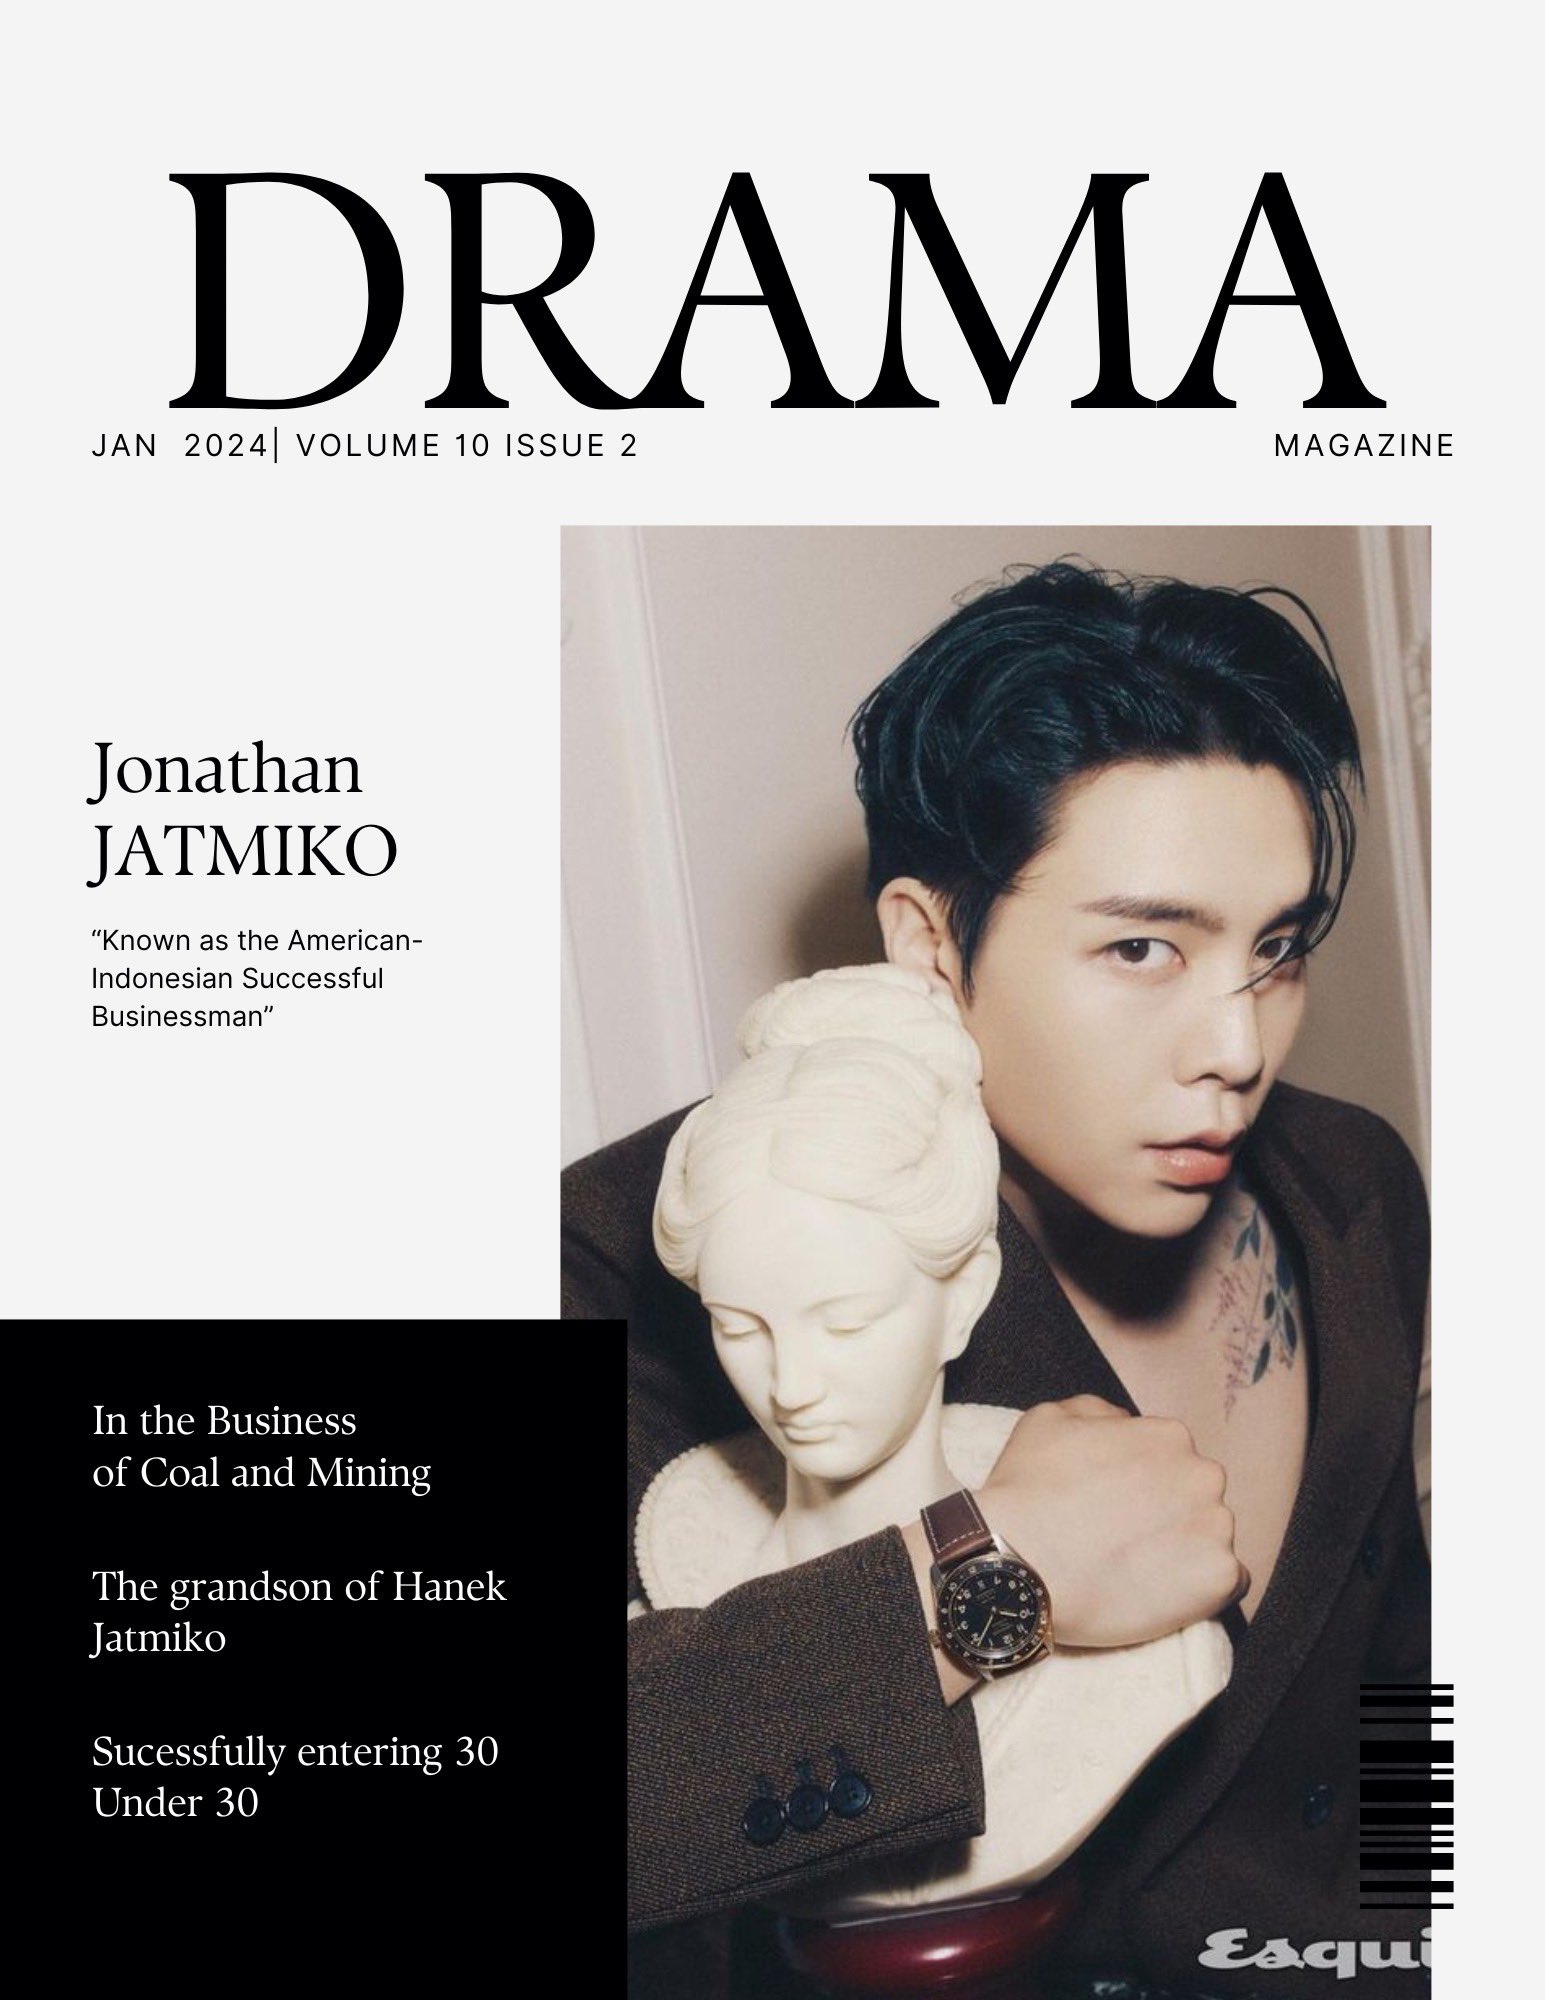 DRAMA
JAN 2024| VOLUME 10 ISSUE 2
MAGAZINE
Jonathan
JATMIKO
“Known as the American-
Indonesian Successful
Businessman”
In the Business
of Coal and Mining
The grandson of Hanek
Jatmiko
Sucessfully entering 30
Under 30
Esqui